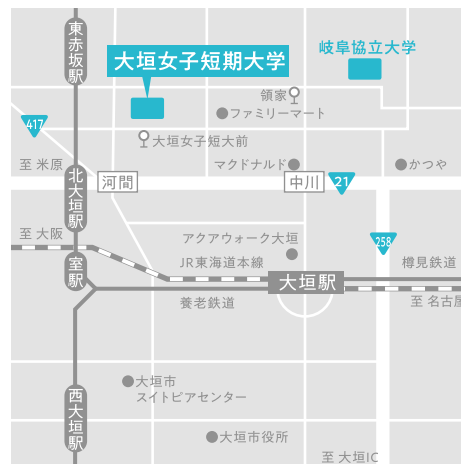 東赤坂駅
大垣女子短期大学
岐阜協立大学
領家
ファミリーマート
417
大垣女子短大前
至 米原
マクドナルド
かつや
北大垣駅
河間
中川
21
至 大阪
アクアウォーク大垣
258
室駅
JR東海道本線
大垣駅
樽見鉄道
養老鉄道
至 名古屋
大垣市
スイトピアセンター
西大垣駅
大垣市役所
至 大垣IC